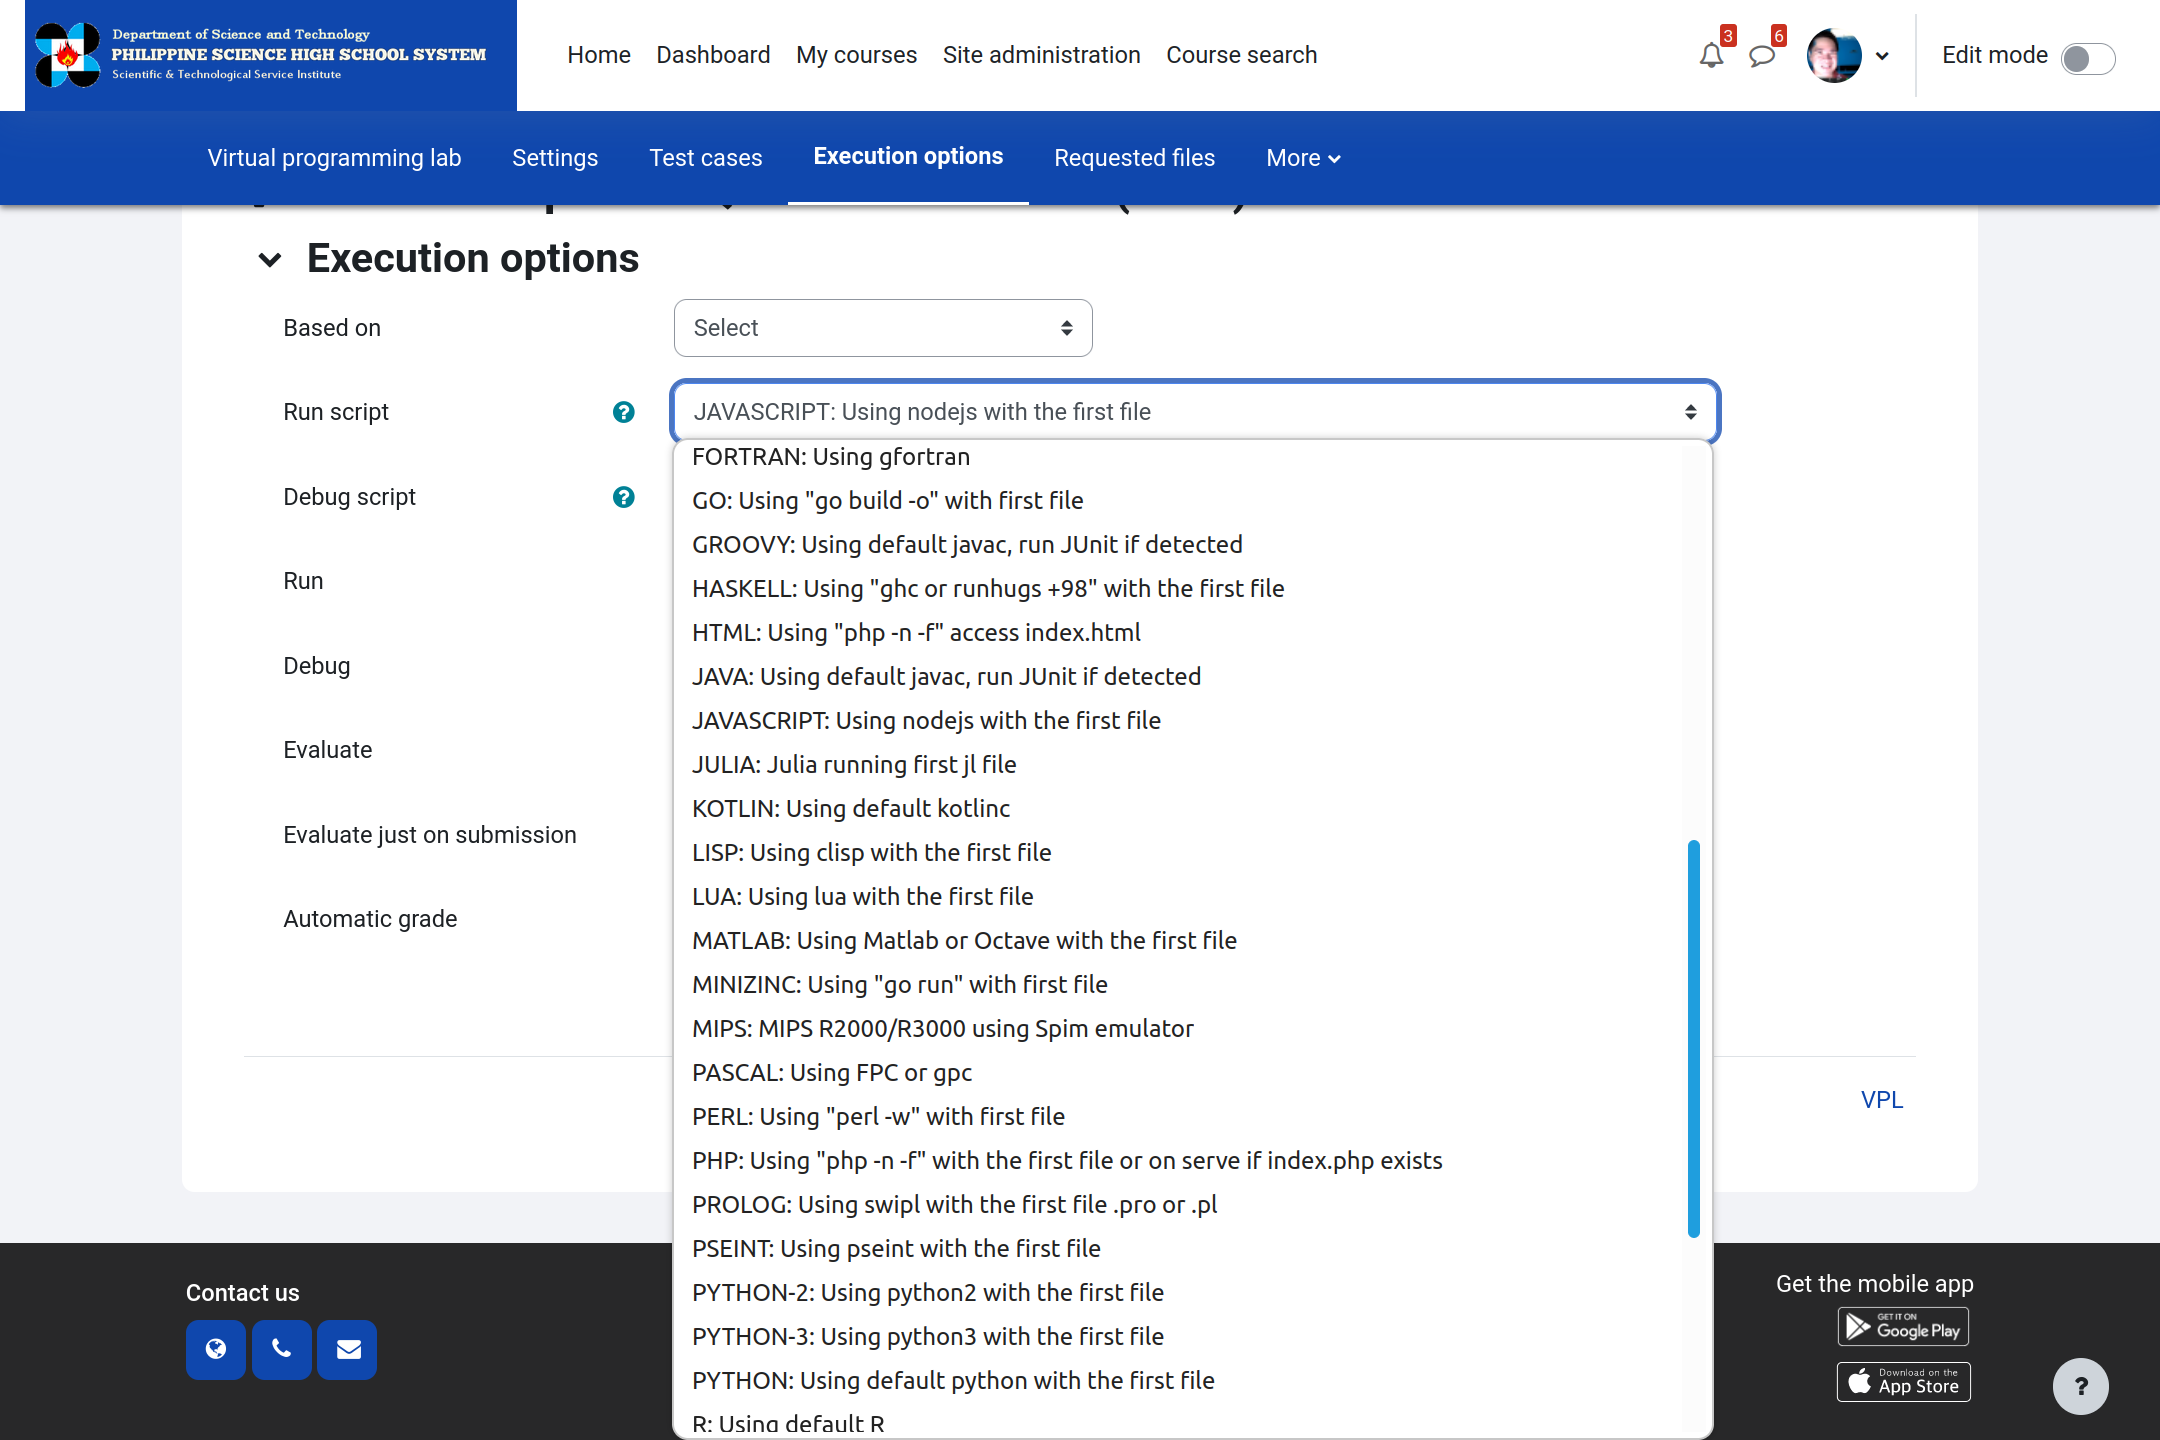 Department of Science and Technology
PHILIPPINE SCIENCE HIGH SCHOOL SYSTEM
Scientific & Technological Service Institute
Home Dashboard My courses Site administration Course search
3
6
Edit mode
Virtual programming lab Settings Test cases Execution options Requested files More
Execution options
Based on
Select
Run script
?
JAVASCRIPT: Using nodejs with the first file
Debug script
?
Run
Debug
Evaluate
Evaluate just on submission
Automatic grade
FORTRAN: Using gfortran
GO: Using "go build -o" with first file
GROOVY: Using default javac, run JUnit if detected
HASKELL: Using "ghc or runhugs +98" with the first file
HTML: Using "php -n -f" access index.html
JAVA: Using default javac, run JUnit if detected
JAVASCRIPT: Using nodejs with the first file
JULIA: Julia running first jl file
KOTLIN: Using default kotlinc
LISP: Using clisp with the first file
LUA: Using lua with the first file
MATLAB: Using Matlab or Octave with the first file
MINIZINC: Using "go run" with first file
MIPS: MIPS R2000/R3000 using Spim emulator
PASCAL: Using FPC or gpc
PERL: Using "perl -w" with first file
PHP: Using "php -n -f" with the first file or on serve if index.php exists
PROLOG: Using swipl with the first file .pro or .pl
PSEINT: Using pseint with the first file
PYTHON-2: Using python2 with the first file
PYTHON-3: Using python3 with the first file
PYTHON: Using default python with the first file
R: Using default R
VPL
Contact us
Get the mobile app
GET IT ON
Google Play
Download on the
App Store
?